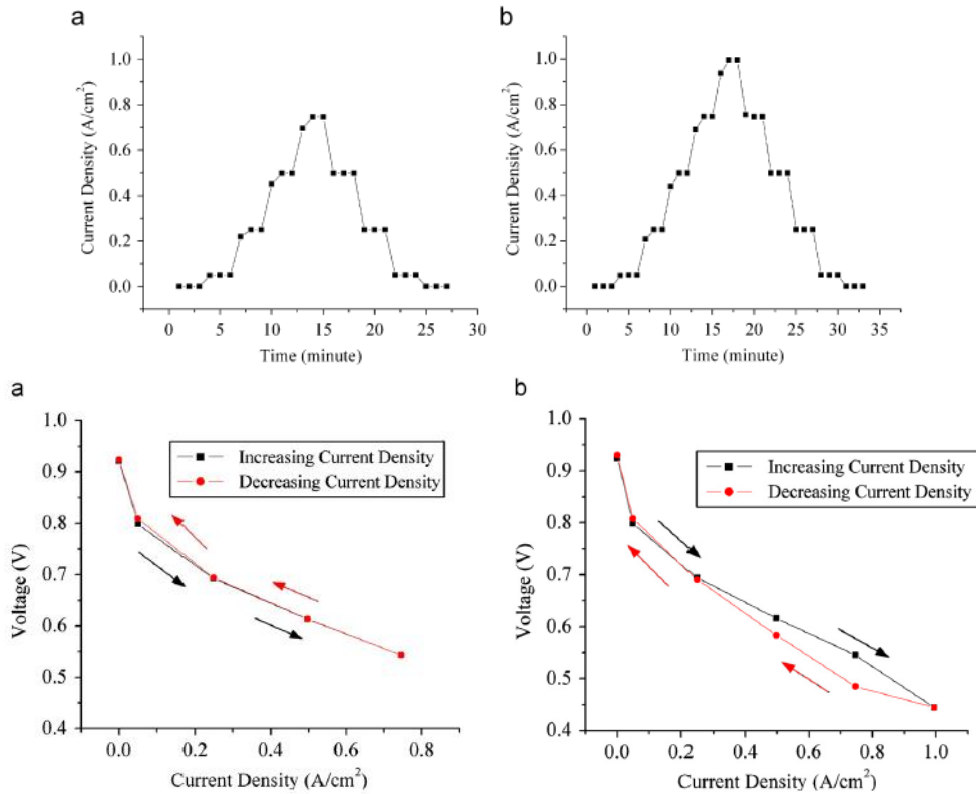 a
1.0
0.8
0.6
0.4
0.2
0.0
Current Density (A/cm²)
0 5 10 15 20 25 30
Time (minute)
b
1.0
0.8
0.6
0.4
0.2
0.0
Current Density (A/cm²)
0 5 10 15 20 25 30 35
Time (minute)
a
1.0
0.9
0.8
0.7
0.6
0.5
0.4
Voltage (V)
Increasing Current Density
Decreasing Current Density
0.0 0.2 0.4 0.6 0.8
Current Density (A/cm²)
b
1.0
0.9
0.8
0.7
0.6
0.5
0.4
Voltage (V)
Increasing Current Density
Decreasing Current Density
0.0 0.2 0.4 0.6 0.8 1.0
Current Density (A/cm²)